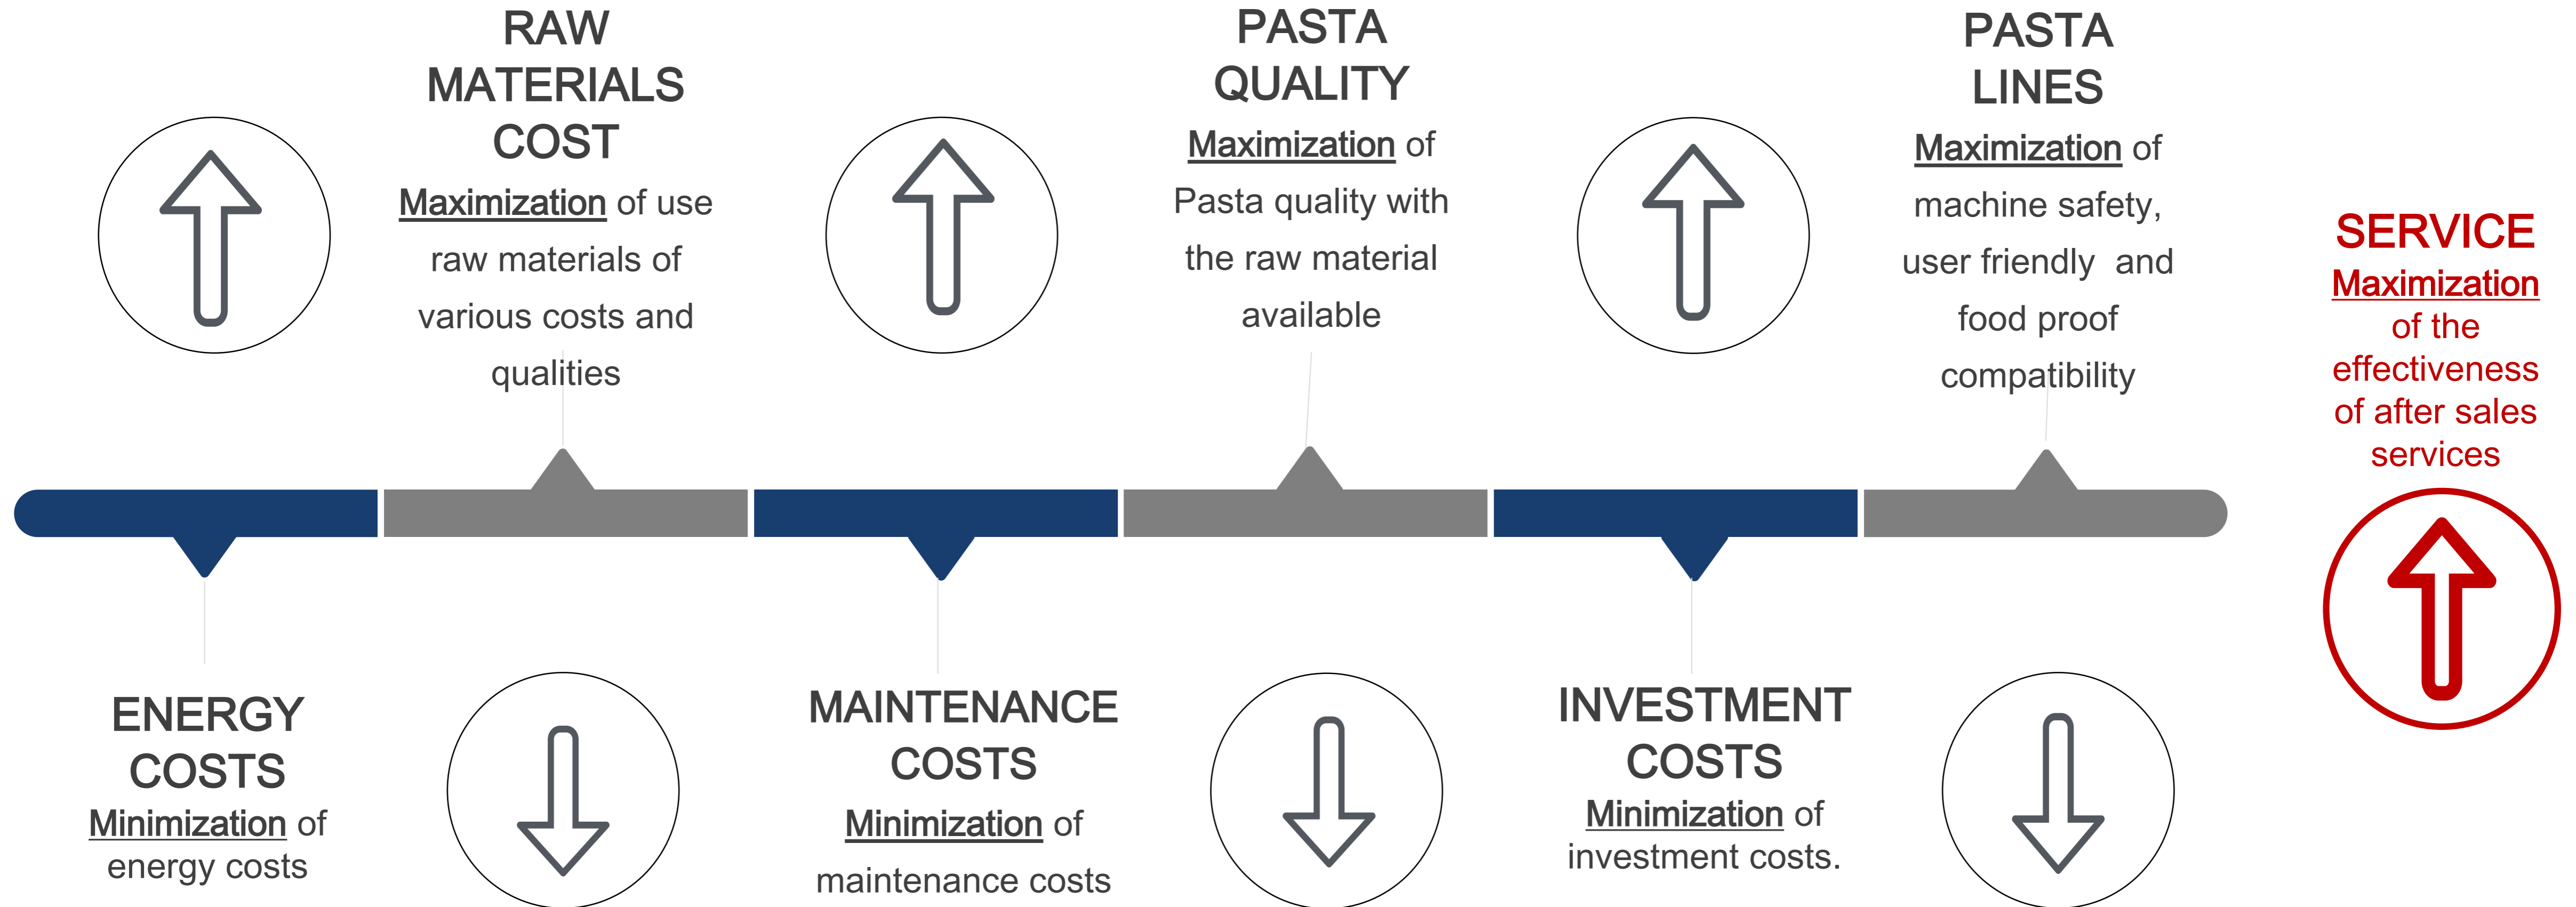 RAW
MATERIALS
COST
Maximization of use
raw materials of
various costs and
qualities
PASTA
QUALITY
Maximization of
Pasta quality with
the raw material
available
PASTA
LINES
Maximization of
machine safety,
user friendly and
food proof
compatibility
SERVICE
Maximization
of the
effectiveness
of after sales
services
ENERGY
COSTS
Minimization of
energy costs
MAINTENANCE
COSTS
Minimization of
maintenance costs
INVESTMENT
COSTS
Minimization of
investment costs.